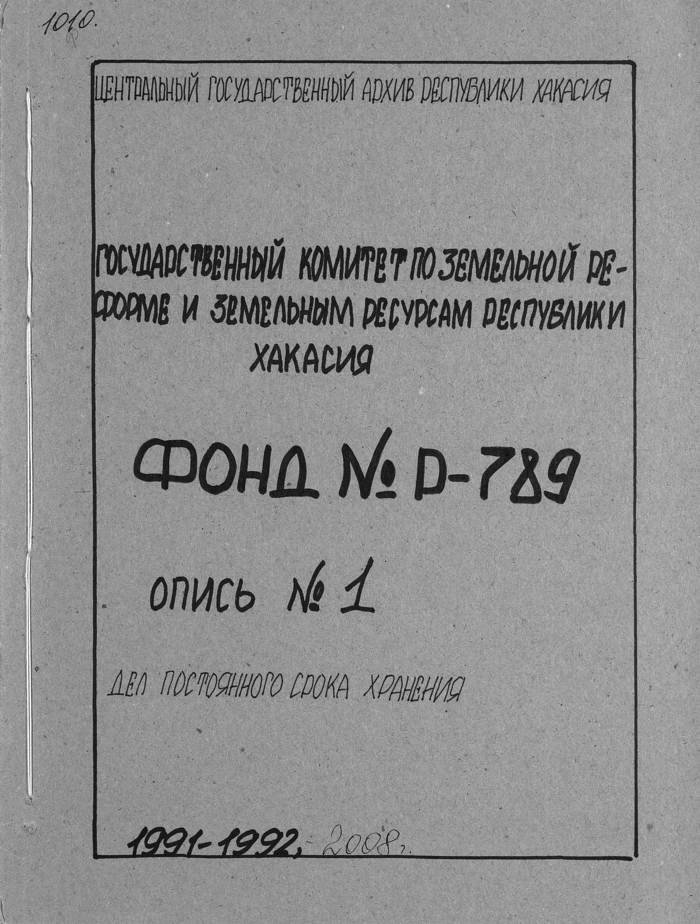 1010.
ЦЕНТРАЛЬНЫЙ ГОСУДАРСТВЕННЫЙ АРХИВ РЕСПУБЛИКИ ХАКАСИЯ
ГОСУДАРСТВЕННЫЙ КОМИТЕТ ПО ЗЕМЕЛЬНОЙ РЕ-
ФОРМЕ И ЗЕМЕЛЬНЫМ РЕСУРСАМ РЕСПУБЛИКИ
ХАКАСИЯ
ФОНД № Р-789
ОПИСЬ № 1
ДЕЛ ПОСТОЯННОГО СРОКА ХРАНЕНИЯ
1991-1992, 2008г.